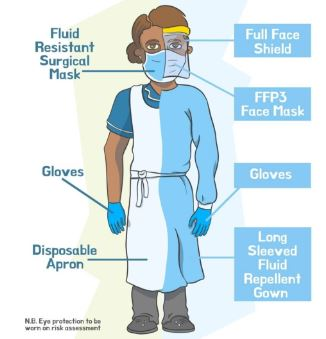 Fluid
Resistant
Surgical
Mask
Gloves
Disposable
Apron
Full Face
Shield
FFP3
Face Mask
Gloves
Long
Sleeved
Fluid
Repellent
Gown
N.B. Eye protection to be
worn on risk assessment